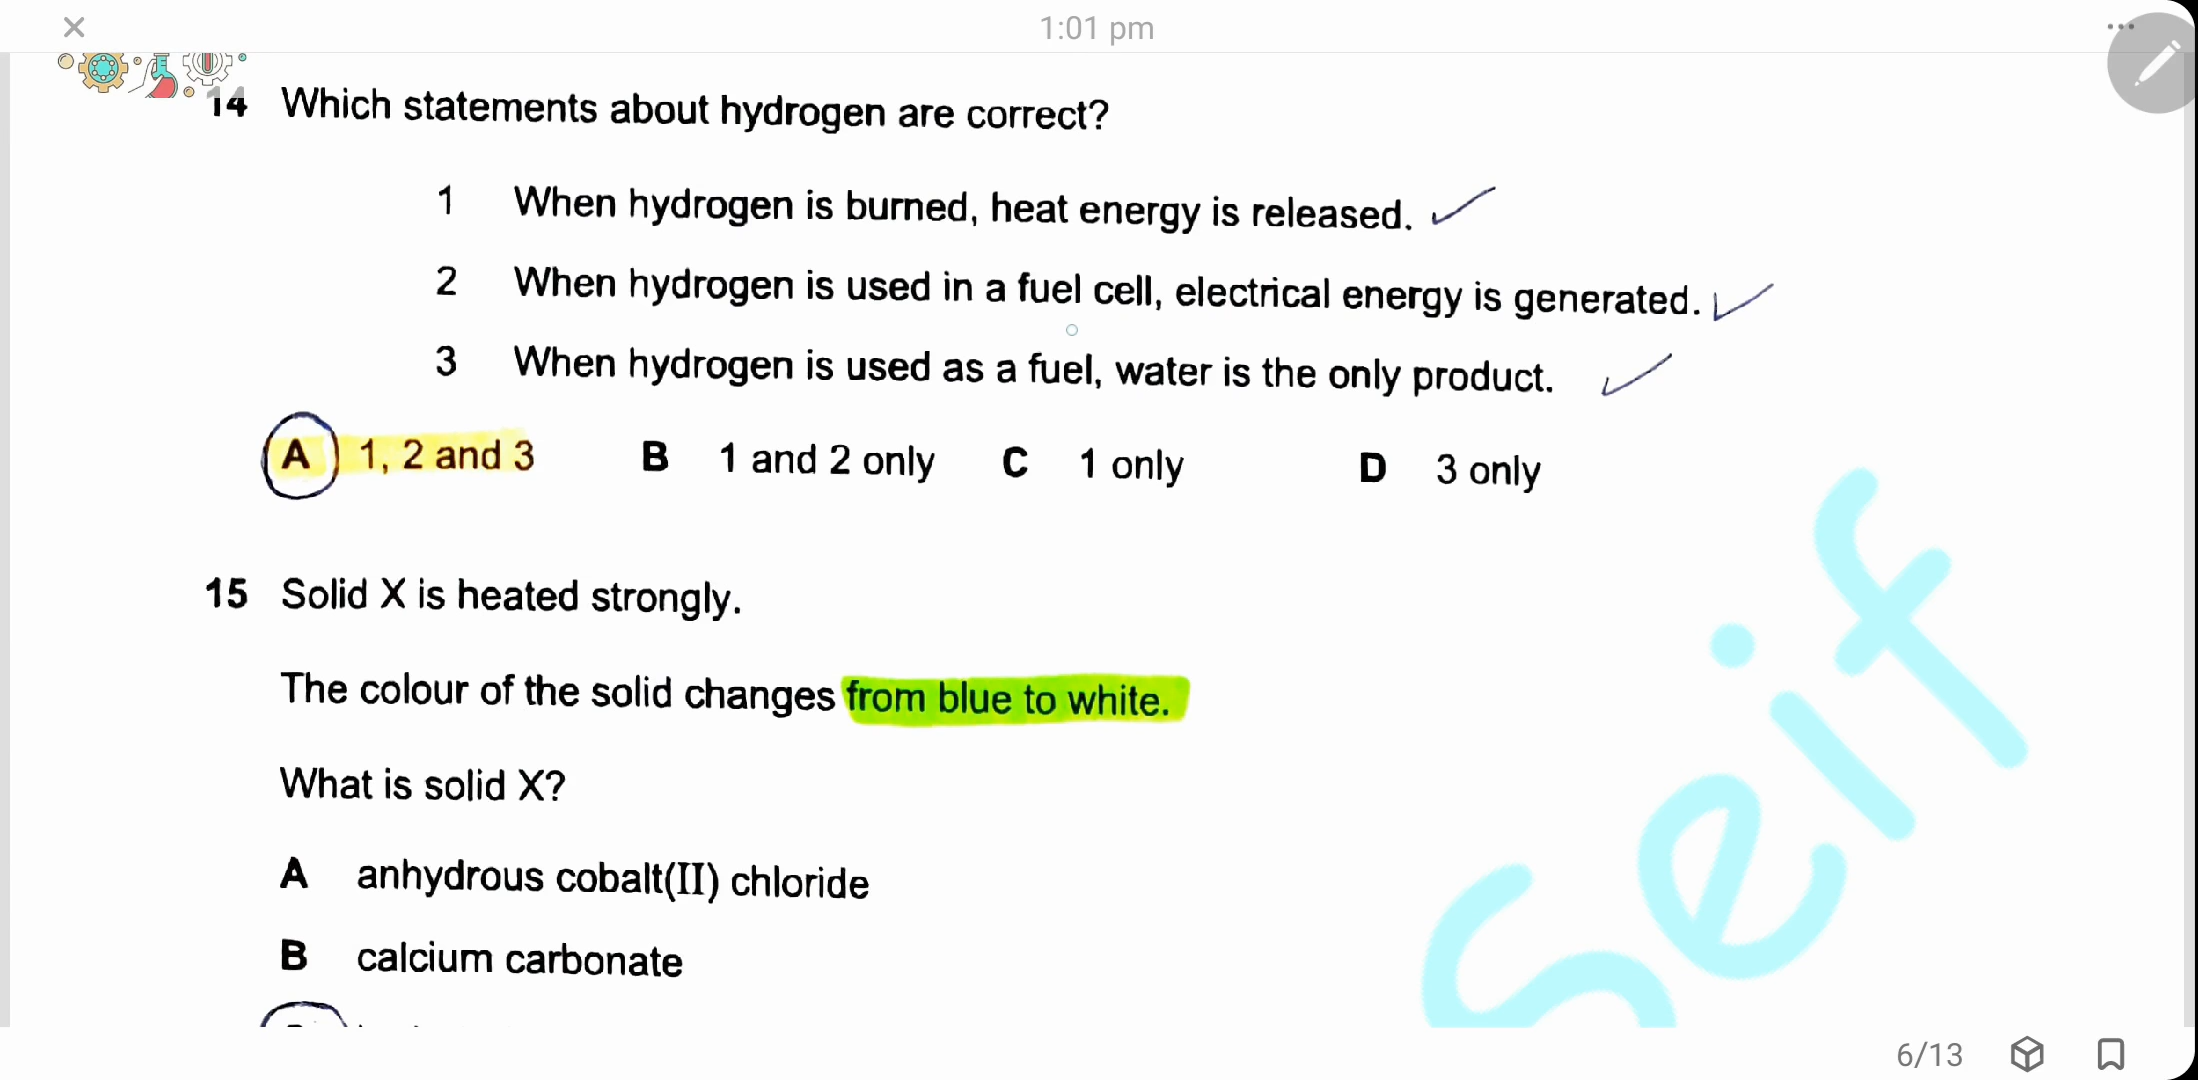 1:01 pm
14 Which statements about hydrogen are correct?
1 When hydrogen is burned, heat energy is released.
2 When hydrogen is used in a fuel cell, electrical energy is generated.
3 When hydrogen is used as a fuel, water is the only product.
A 1, 2 and 3 B 1 and 2 only C 1 only D 3 only
15 Solid X is heated strongly.
The colour of the solid changes from blue to white.
What is solid X?
A anhydrous cobalt(II) chloride
B calcium carbonate
Seif
6/13